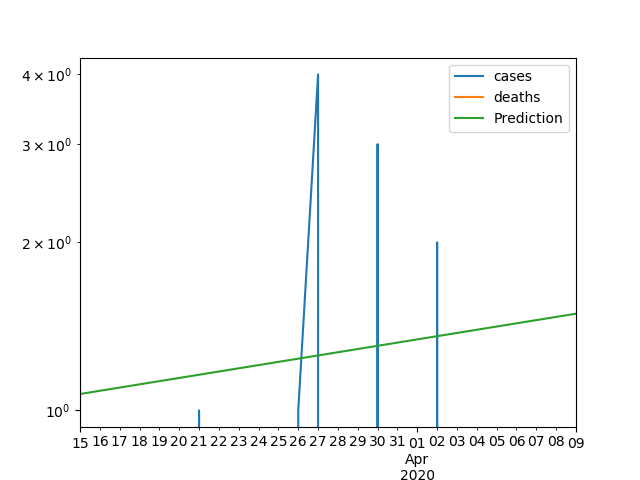 cases
deaths
Prediction
4 × 10⁰
3 × 10⁰
2 × 10⁰
10⁰
15 16 17 18 19 20 21 22 23 24 25 26 27 28 29 30 31 01 02 03 04 05 06 07 08 09
Apr
2020